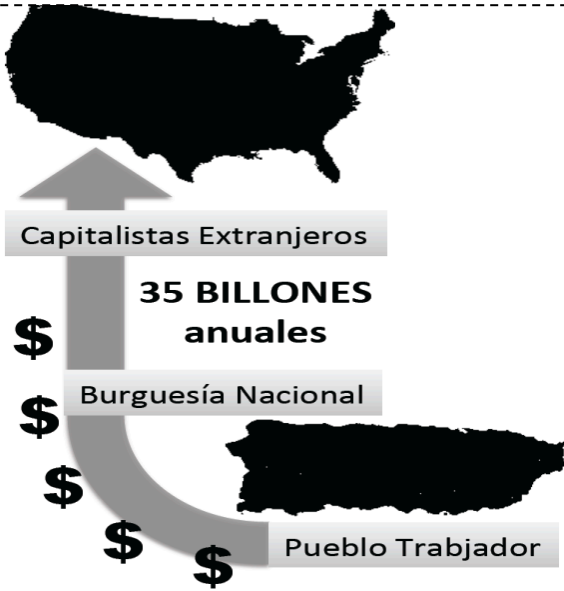 Capitalistas Extranjeros
35 BILLONES
anuales
$
Burguesía Nacional
$
$
$
$
Pueblo Trabjador